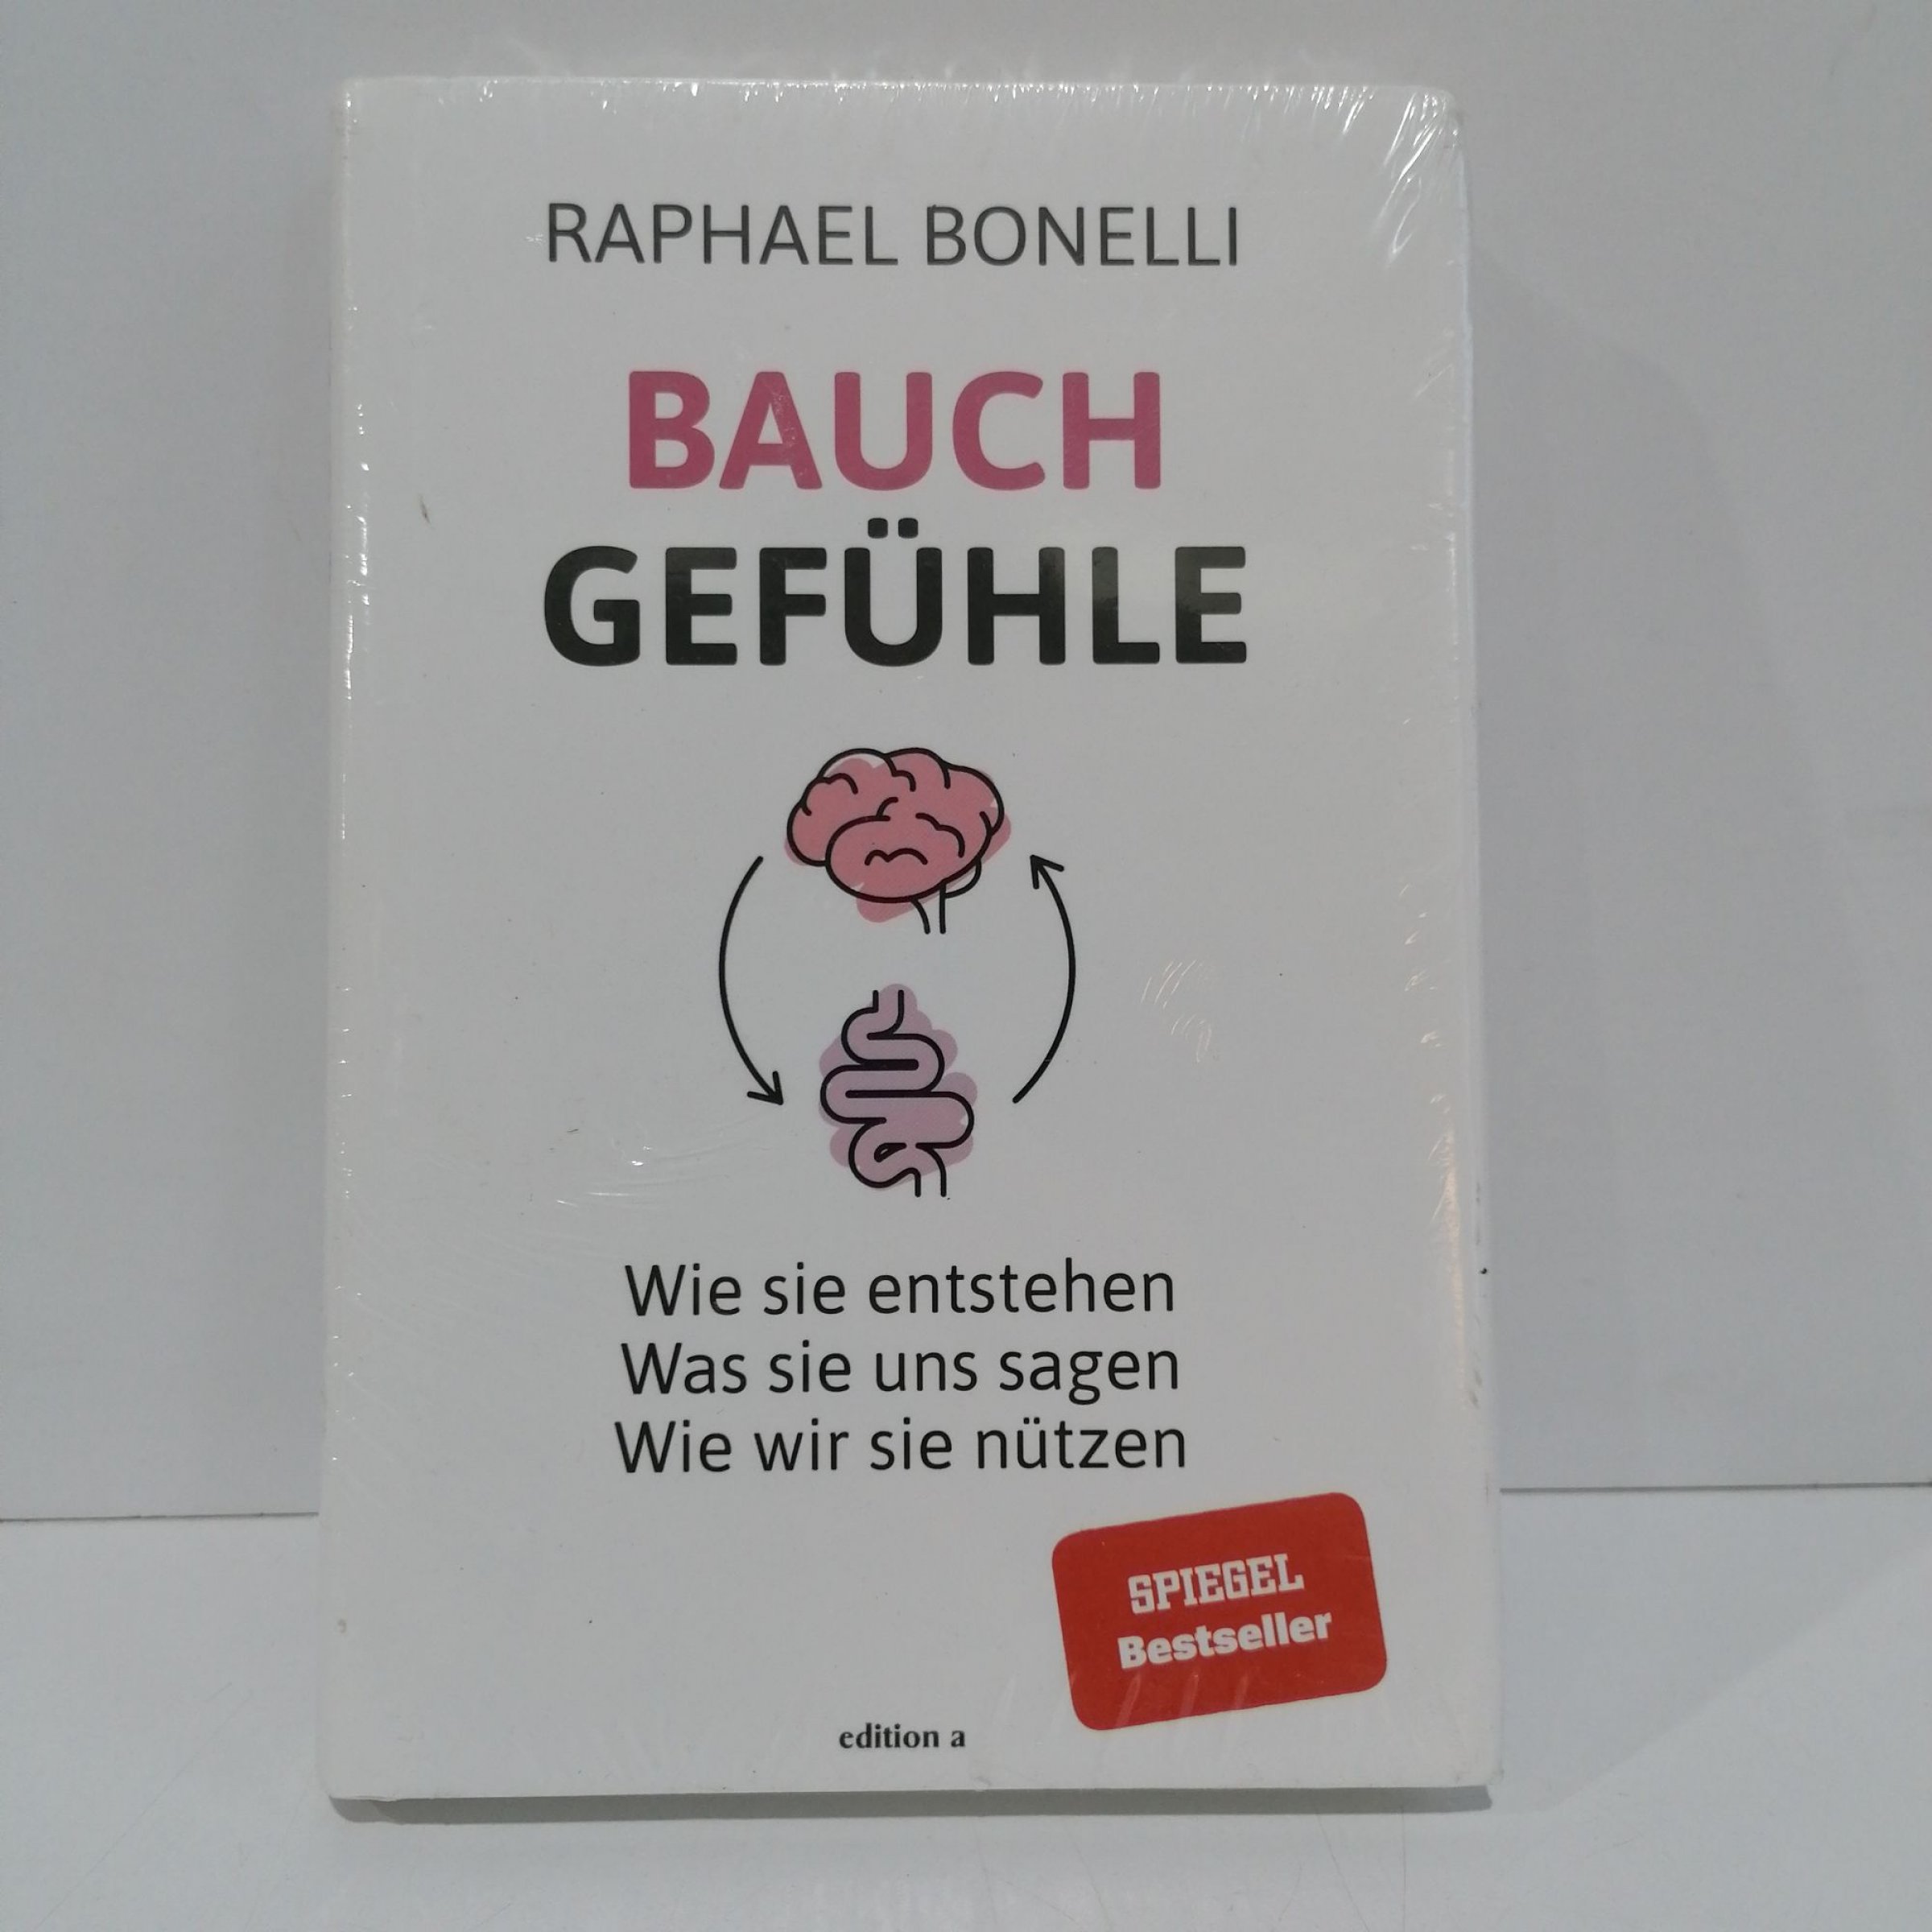 RAPHAEL BONELLI
BAUCH
GEFÜHLE
Wie sie entstehen
Was sie uns sagen
Wie wir sie nützen
SPIEGEL
Bestseller
edition a